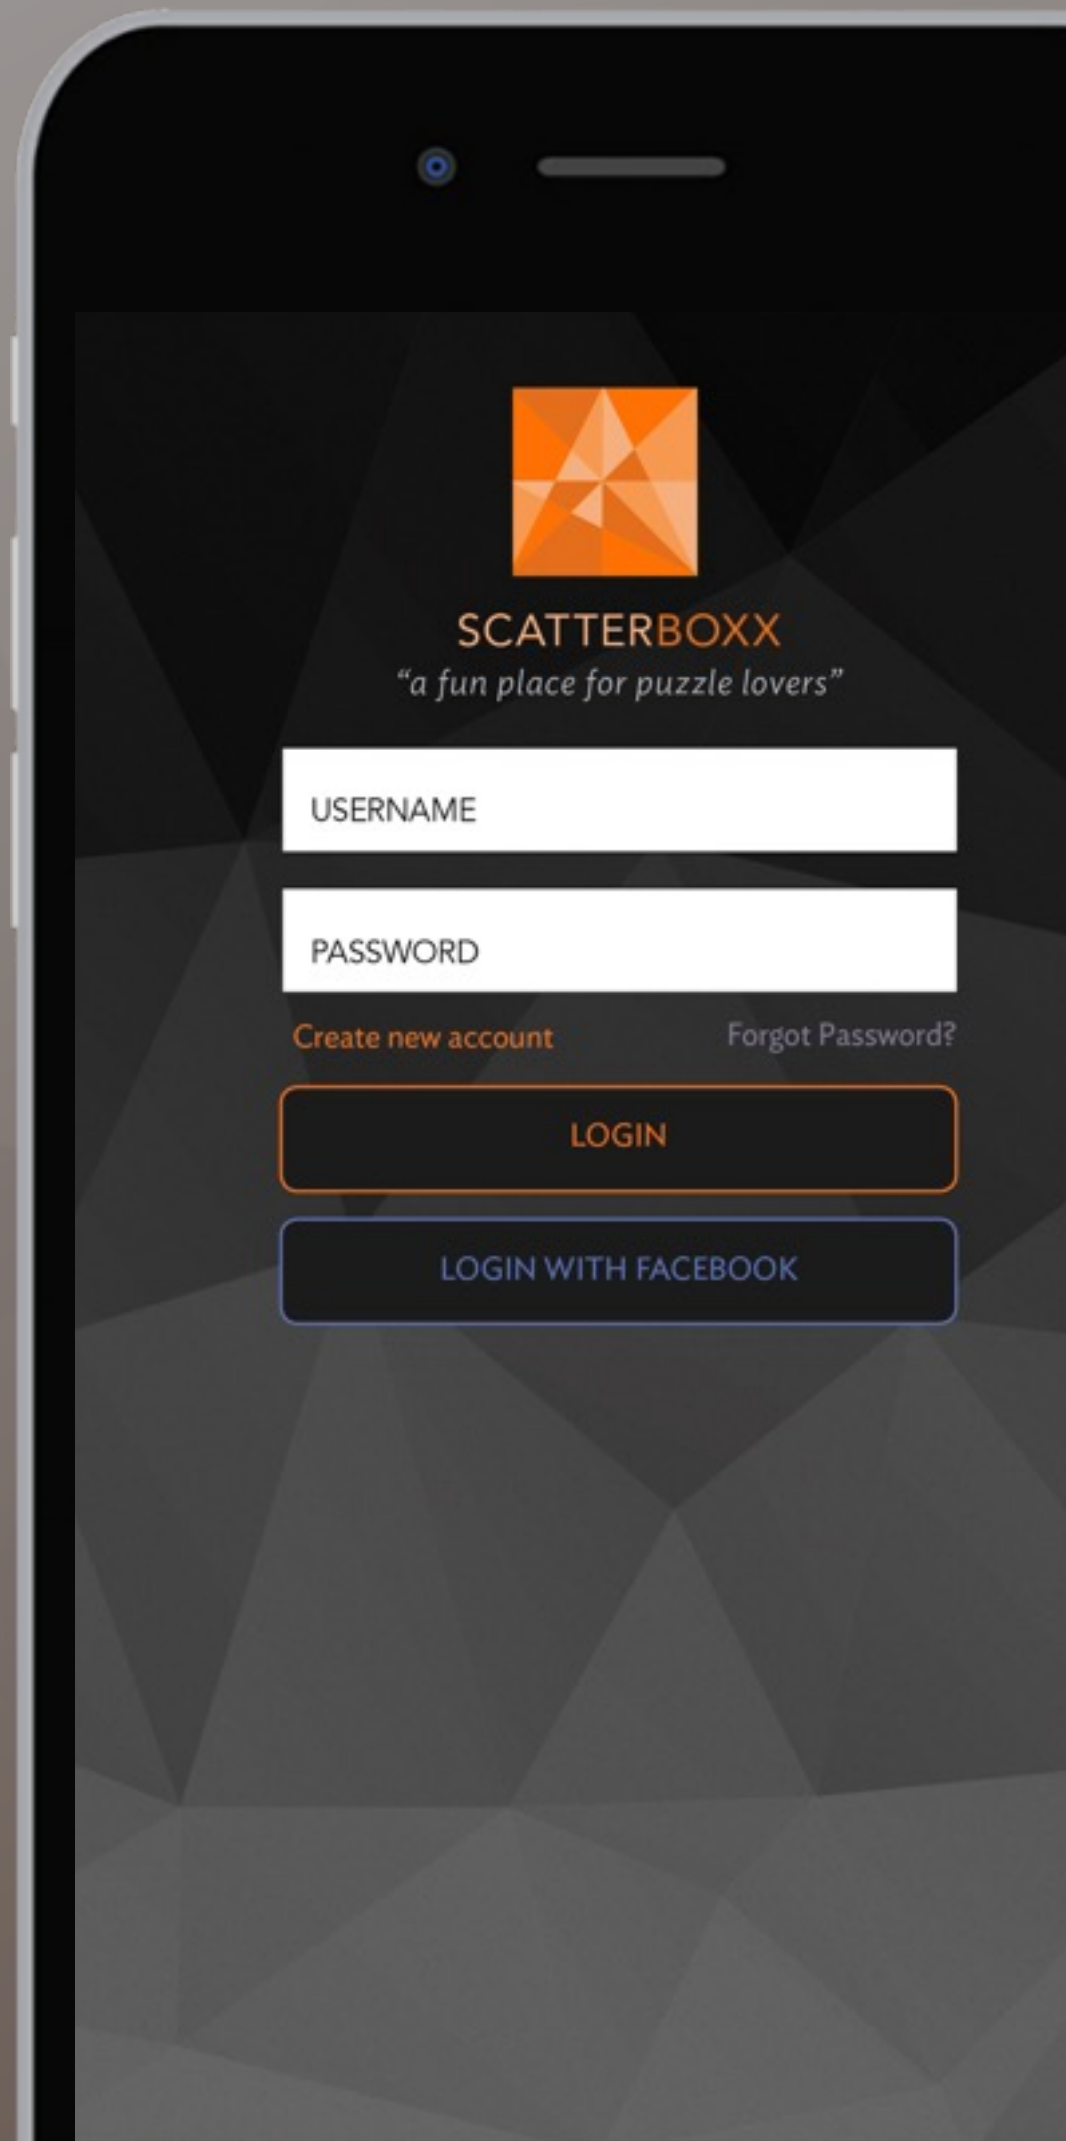 SCATTERBOXX
“a fun place for puzzle lovers”
USERNAME
PASSWORD
Create new account Forgot Password?
LOGIN
LOGIN WITH FACEBOOK